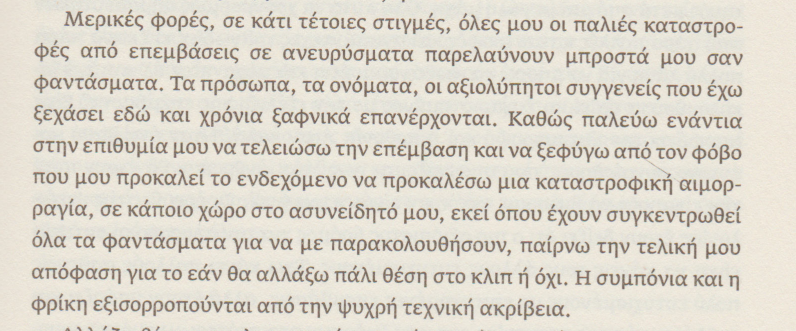 Μερικές φορές, σε κάτι τέτοιες στιγμές, όλες μου οι παλιές καταστρο-
φές από επεμβάσεις σε ανευρύσματα παρελαύνουν μπροστά μου σαν
φαντάσματα. Τα πρόσωπα, τα ονόματα, οι αξιολύπητοι συγγενείς που έχω
ξεχάσει εδώ και χρόνια ξαφνικά επανέρχονται. Καθώς παλεύω ενάντια
στην επιθυμία μου να τελειώσω την επέμβαση και να ξεφύγω από τον φόβο
που μου προκαλεί το ενδεχόμενο να προκαλέσω μια καταστροφική αιμορ-
ραγία, σε κάποιο χώρο στο ασυνείδητό μου, εκεί όπου έχουν συγκεντρωθεί
όλα τα φαντάσματα για να με παρακολουθήσουν, παίρνω την τελική μου
απόφαση για το εάν θα αλλάξω πάλι θέση στο κλιπ ή όχι. Η συμπόνια και η
φρίκη εξισορροπούνται από την ψυχρή τεχνική ακρίβεια.